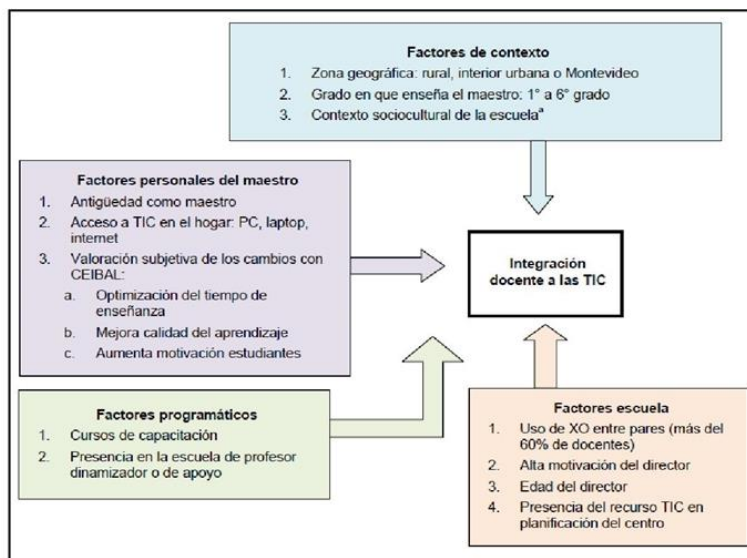 Factores de contexto
1. Zona geográfica: rural, interior urbana o Montevideo
2. Grado en que enseña el maestro: 1° a 6° grado
3. Contexto sociocultural de la escuelaª
Factores personales del maestro
1. Antigüedad como maestro
2. Acceso a TIC en el hogar: PC, laptop,
internet
3. Valoración subjetiva de los cambios con
CEIBAL:
a. Optimización del tiempo de
enseñanza
b. Mejora calidad del aprendizaje
c. Aumenta motivación estudiantes
Integración
docente a las TIC
Factores programáticos
1. Cursos de capacitación
2. Presencia en la escuela de profesor
dinamizador o de apoyo
Factores escuela
1. Uso de XO entre pares (más del
60% de docentes)
2. Alta motivación del director
3. Edad del director
4. Presencia del recurso TIC en
planificación del centro